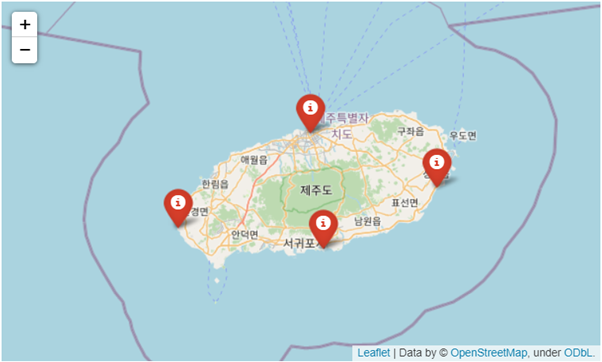 +
−
주특별자
치도
구좌읍
우도면
애월읍
제주도
한림읍
경면
표선면
남원읍
안덕면
서귀포
Leaflet | Data by © OpenStreetMap, under ODbL.